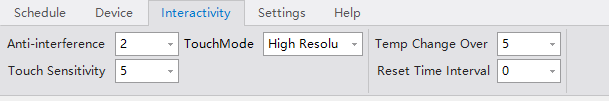 Schedule Device Interactivity Settings Help
Anti-interference 2 TouchMode High Resolu Temp Change Over 5
Touch Sensitivity 5 Reset Time Interval 0